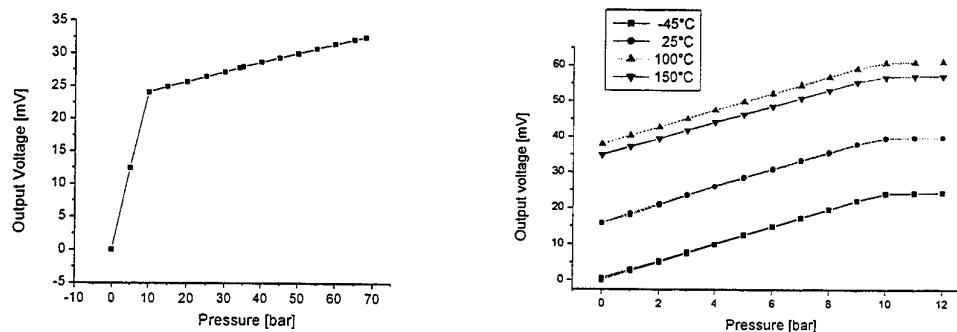 Output Voltage [mV]
35
30
25
20
15
10
5
0
-5
-10 0 10 20 30 40 50 60 70
Pressure [bar]
-45°C
25°C
100°C
150°C
Output voltage [mV]
60
50
40
30
20
10
0
0 2 4 6 8 10 12
Pressure [bar]